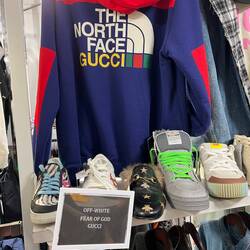 THE
NORTH
FACE
GUCCI
OFF-WHITE
FEAR OF GOD
GUCCI